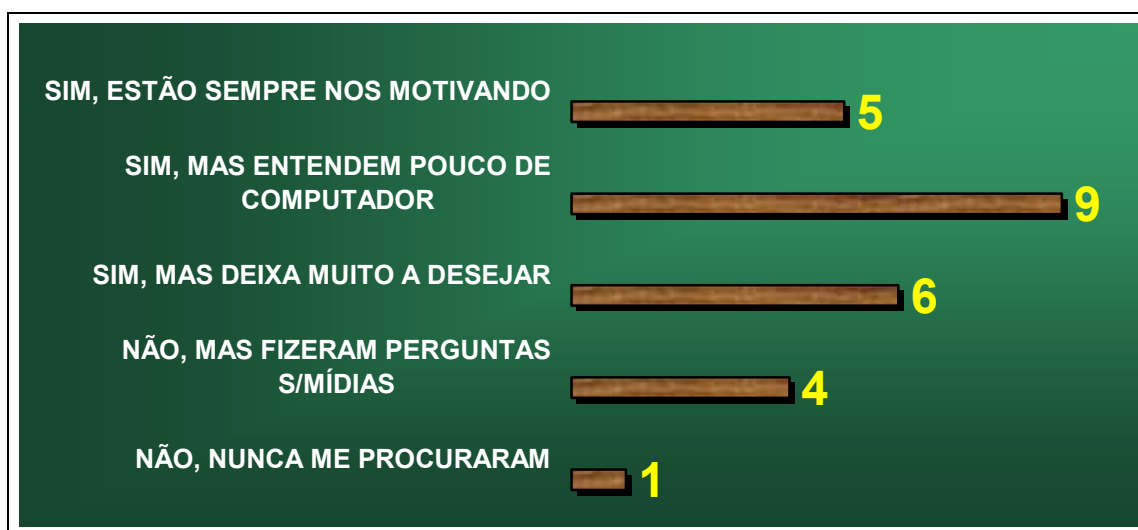 SIM, ESTÃO SEMPRE NOS MOTIVANDO
5
SIM, MAS ENTENDEM POUCO DE
COMPUTADOR
9
SIM, MAS DEIXA MUITO A DESEJAR
6
NÃO, MAS FIZERAM PERGUNTAS
S/MÍDIAS
4
NÃO, NUNCA ME PROCURARAM
1